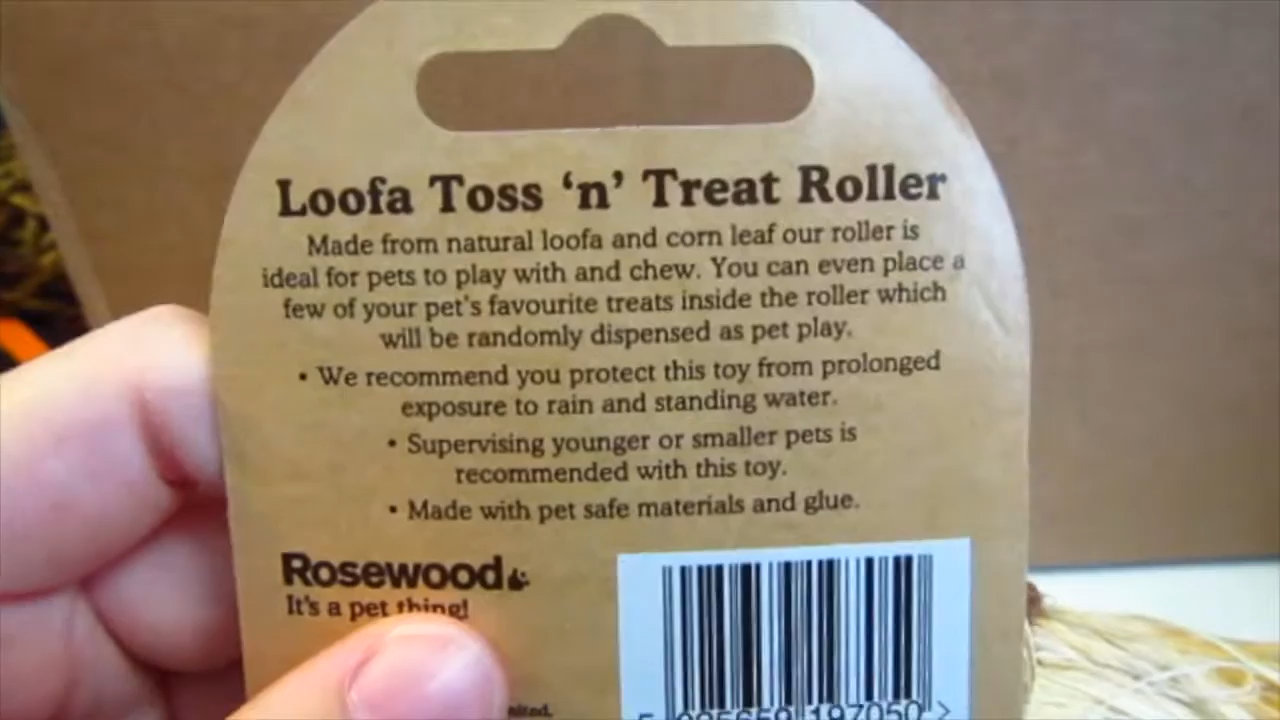 Loofa Toss ‘n’ Treat Roller
Made from natural loofa and corn leaf our roller is
ideal for pets to play with and chew. You can even place a
few of your pet's favourite treats inside the roller which
will be randomly dispensed as pet play.
• We recommend you protect this toy from prolonged
exposure to rain and standing water.
• Supervising younger or smaller pets is
recommended with this toy.
• Made with pet safe materials and glue.
Rosewood
It's a pet thing!
197050 >